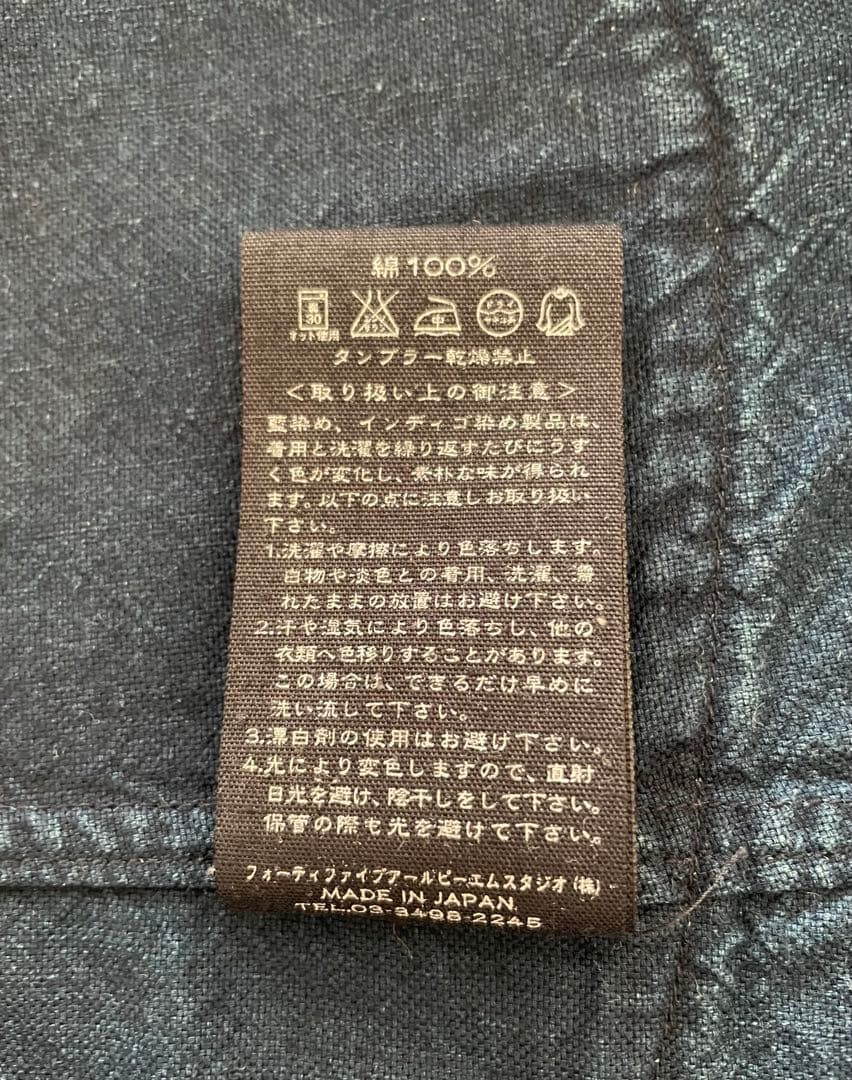 綿100%
30
ネット使用
中
タンブラー乾燥禁止
<取り扱い上の御注意>
藍染め、インディゴ染め製品は、
着用と洗濯を繰り返すたびにうす
く色が変化し、素朴な味が得られ
ます。以下の点に注意しお取り扱い
下さい。
1.洗濯や摩擦により色落ちします。
白物や淡色との着用、洗濯、濡
れたままの放置はお避け下さい。
2.汗や湿気により色落ちし、他の
衣類へ色移りすることがあります。
この場合は、できるだけ早めに
洗い流して下さい。
3.漂白剤の使用はお避け下さい。
4.光により変色しますので、直射
日光を避け、陰干しをして下さい。
保管の際も光を避けて下さい。
フォーティファイブアールピーエムスタジオ(株)
MADE IN JAPAN
TEL.03-3498-2245